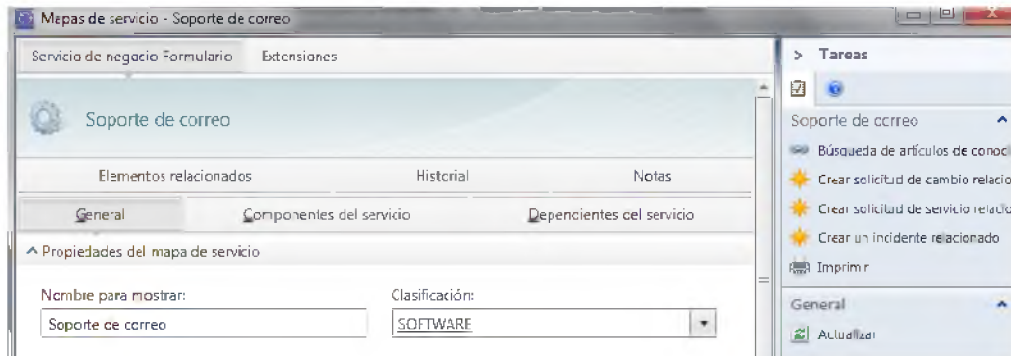 Mapas de servicio - Soporte de correo
Servicio de negocio Formulario Extensiones
Soporte de correo
Elementos relacionados Historial Notas
General Componentes del servicio Dependientes del servicio
Propiedades del mapa de servicio
Nombre para mostrar: Clasificación:
Soporte de correo SOFTWARE
> Tareas
Soporte de correo
Búsqueda de artículos de conoci
Crear solicitud de cambio relacio
Crear solicitud de servicio relacio
Crear un incidente relacionado
Imprimir
General
Actualizar